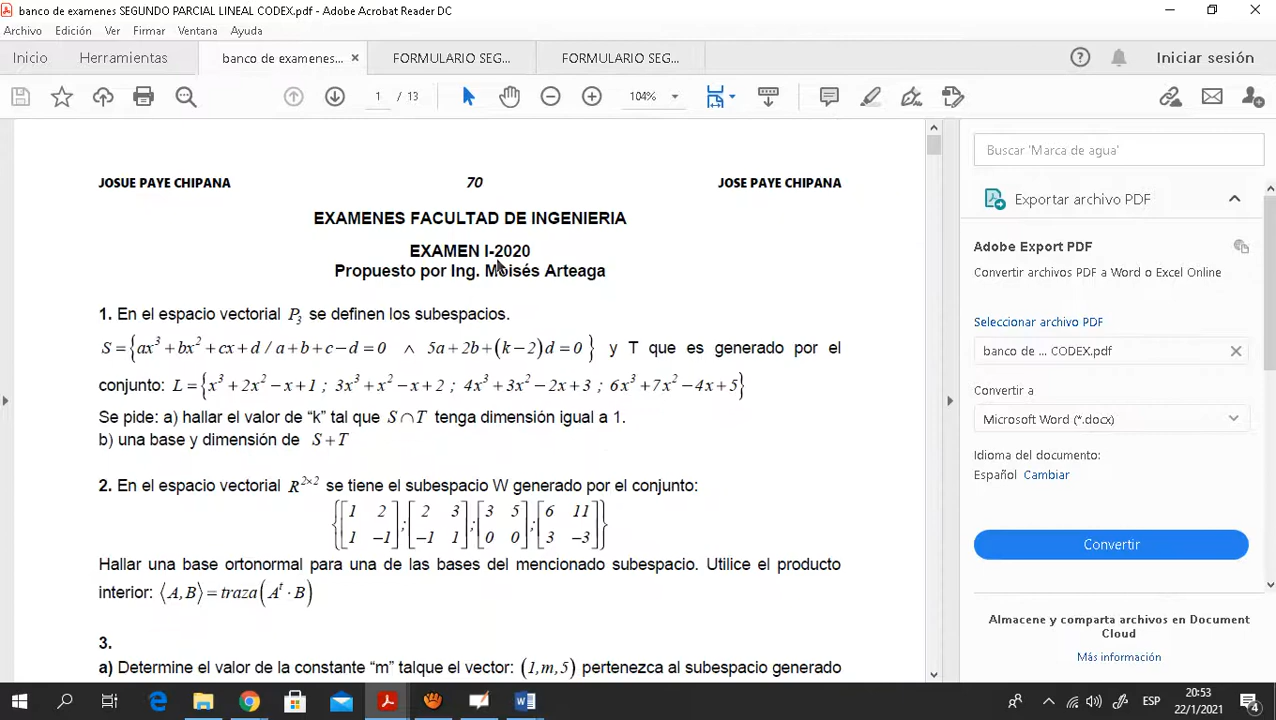 banco de examenes SEGUNDO PARCIAL LINEAL CODEX.pdf - Adobe Acrobat Reader DC
Archivo Edición Ver Firmar Ventana Ayuda
Inicio Herramientas banco de examenes... × FORMULARIO SEG... FORMULARIO SEG... Iniciar sesión
1 / 13 104%
JOSUE PAYE CHIPANA 70 JOSE PAYE CHIPANA
EXAMENES FACULTAD DE INGENIERIA
EXAMEN I-2020
Propuesto por Ing. Moisés Arteaga
1. En el espacio vectorial P₃ se definen los subespacios.
S = {ax³ + bx² + cx + d / a + b + c − d = 0 ∧ 5a + 2b + (k − 2)d = 0} y T que es generado por el
conjunto: L = {x³ + 2x² − x + 1 ; 3x³ + x² − x + 2 ; 4x³ + 3x² − 2x + 3 ; 6x³ + 7x² − 4x + 5}
Se pide: a) hallar el valor de “k” tal que S ∩ T tenga dimensión igual a 1.
b) una base y dimensión de S + T
2. En el espacio vectorial R²ˣ² se tiene el subespacio W generado por el conjunto:
{[1 2; 1 −1] ; [2 3; −1 1] ; [3 5; 0 0] ; [6 11; 3 −3]}
Hallar una base ortonormal para una de las bases del mencionado subespacio. Utilice el producto
interior: ⟨A, B⟩ = traza(Aᵗ · B)
3.
a) Determine el valor de la constante “m” talque el vector: (1, m, 5) pertenezca al subespacio generado
Buscar 'Marca de agua'
Exportar archivo PDF
Adobe Export PDF
Convertir archivos PDF a Word o Excel Online
Seleccionar archivo PDF
banco de ... CODEX.pdf ×
Convertir a
Microsoft Word (*.docx)
Idioma del documento:
Español Cambiar
Convertir
Almacene y comparta archivos en Document
Cloud
Más información
ESP 20:53
22/1/2021 4